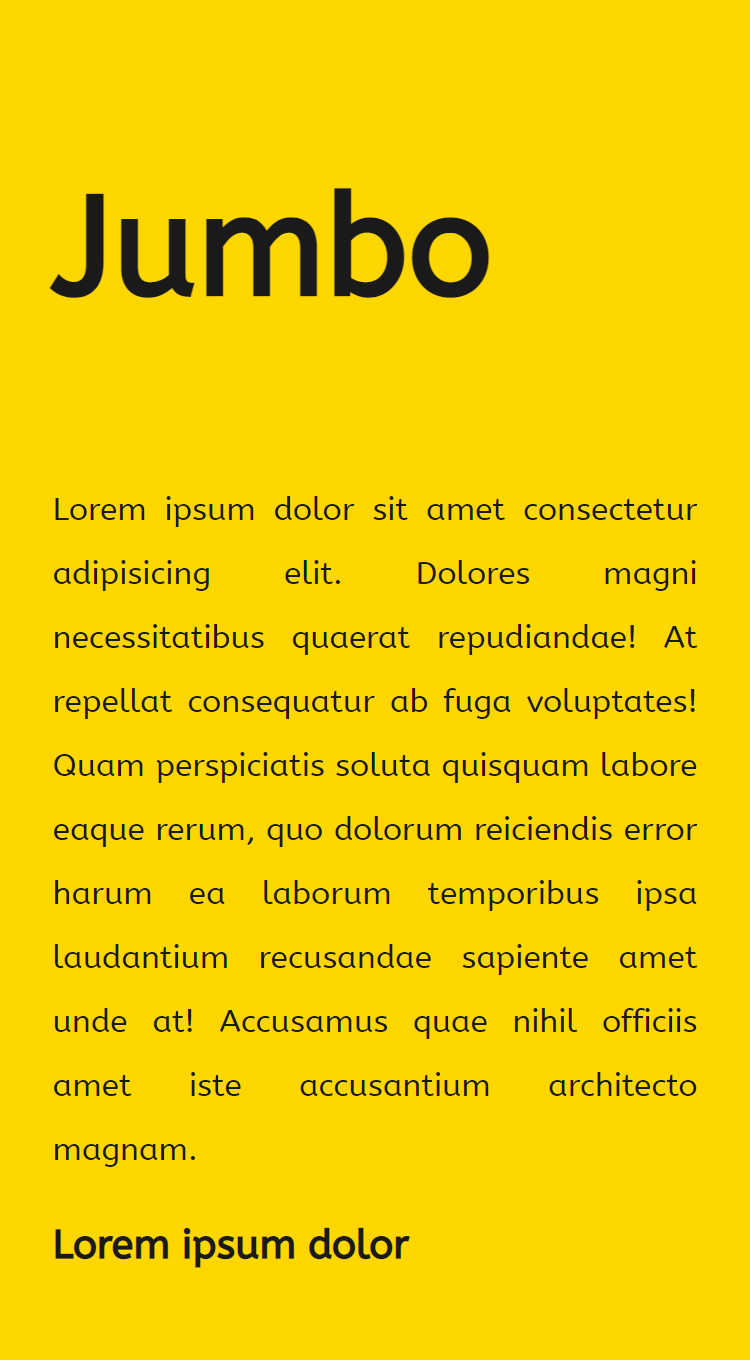 Jumbo
Lorem ipsum dolor sit amet consectetur
adipisicing elit. Dolores magni
necessitatibus quaerat repudiandae! At
repellat consequatur ab fuga voluptates!
Quam perspiciatis soluta quisquam labore
eaque rerum, quo dolorum reiciendis error
harum ea laborum temporibus ipsa
laudantium recusandae sapiente amet
unde at! Accusamus quae nihil officiis
amet iste accusantium architecto
magnam.
Lorem ipsum dolor